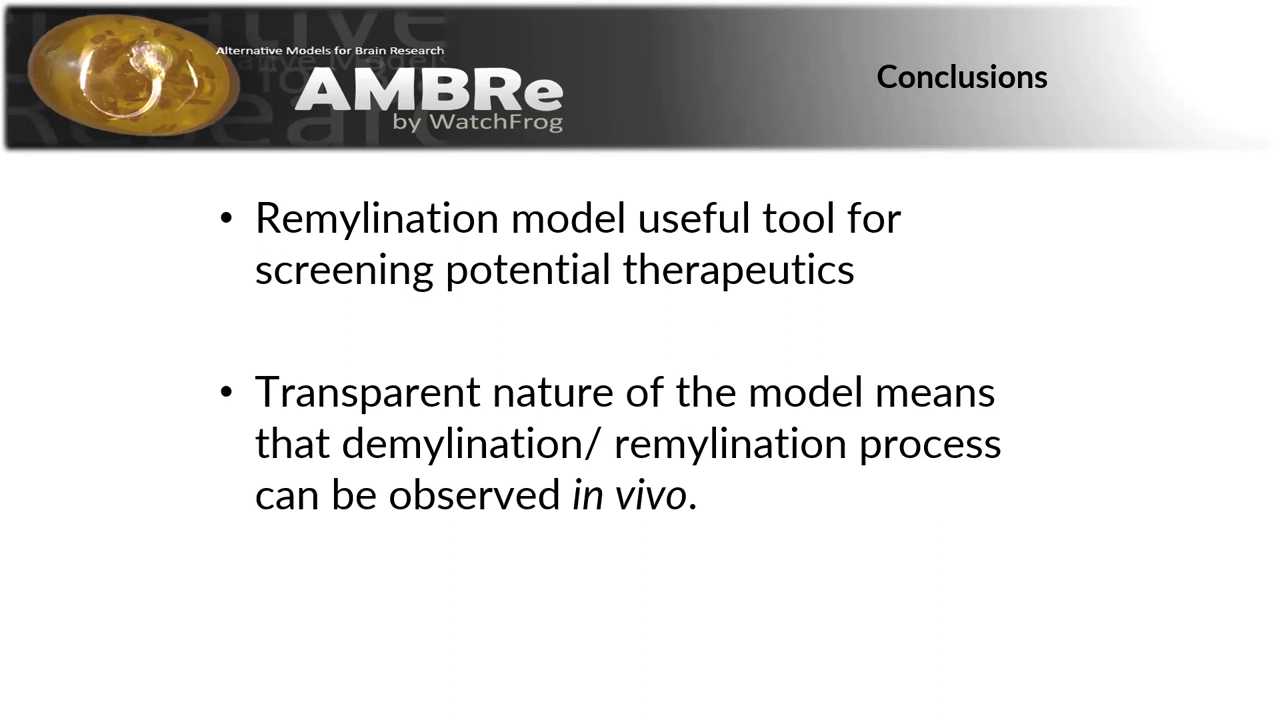 Alternative Models for Brain Research
AMBRe
by WatchFrog
Conclusions
• Remylination model useful tool for
screening potential therapeutics
• Transparent nature of the model means
that demylination/ remylination process
can be observed in vivo.